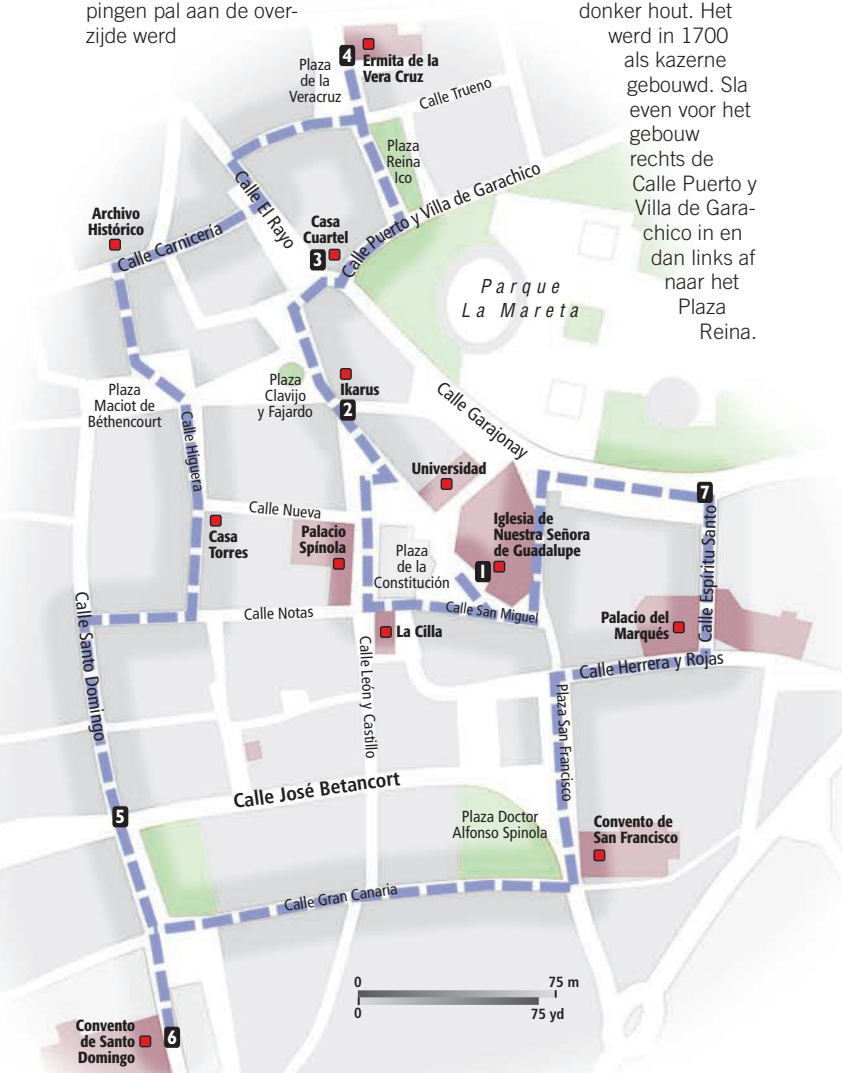 pingen pal aan de over-
zijde werd
donker hout. Het
werd in 1700
als kazerne
gebouwd. Sla
even voor het
gebouw
rechts de
Calle Puerto y
Villa de Gara-
chico in en
dan links af
naar het
Plaza
Reina.
4
Ermita de la
Vera Cruz
Plaza
de la
Veracruz
Calle Trueno
Plaza
Reina
Ico
Calle Puerto y Villa de Garachico
Calle El Rayo
Archivo
Histórico
Calle Carnicería
Casa
Cuartel
3
Parque
La Mareta
Plaza
Maciot de
Béthencourt
Plaza
Clavijo
y Fajardo
Ikarus
2
Calle Garajonay
Calle Higuera
Universidad
7
Calle Nueva
Casa
Torres
Palacio
Spínola
Plaza
de la
Constitución
Iglesia de
Nuestra Señora
de Guadalupe
1
Calle Espíritu Santo
Calle Notas
Calle San Miguel
La Cilla
Palacio del
Marqués
Calle Santo Domingo
Calle León y Castillo
Calle Herrera y Rojas
Plaza San Francisco
Calle José Betancort
5
Plaza Doctor
Alfonso Spinola
Convento de
San Francisco
Calle Gran Canaria
0
75 m
0
75 yd
Convento
de Santo
Domingo
6